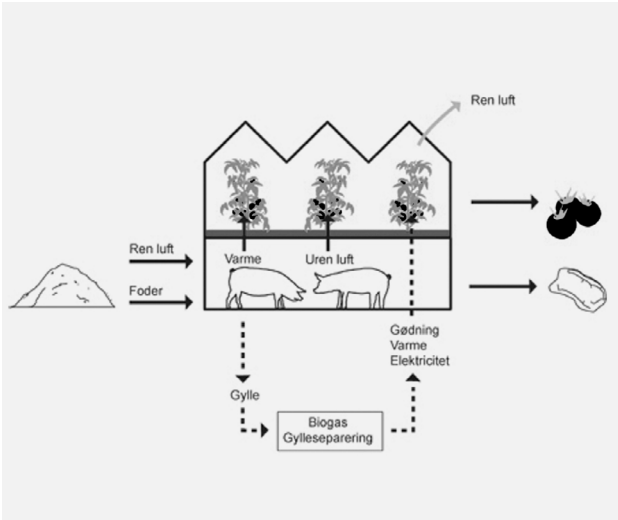 Ren luft
Ren luft
Varme
Uren luft
Foder
Gødning
Varme
Elektricitet
Gylle
Biogas
Gylleseparering